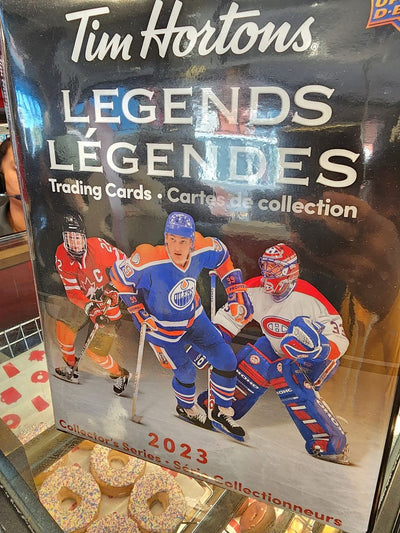 Tim Hortons
LEGENDS
LÉGENDES
Trading Cards • Cartes de collection
2023
Collector's Series • Série Collectionneurs